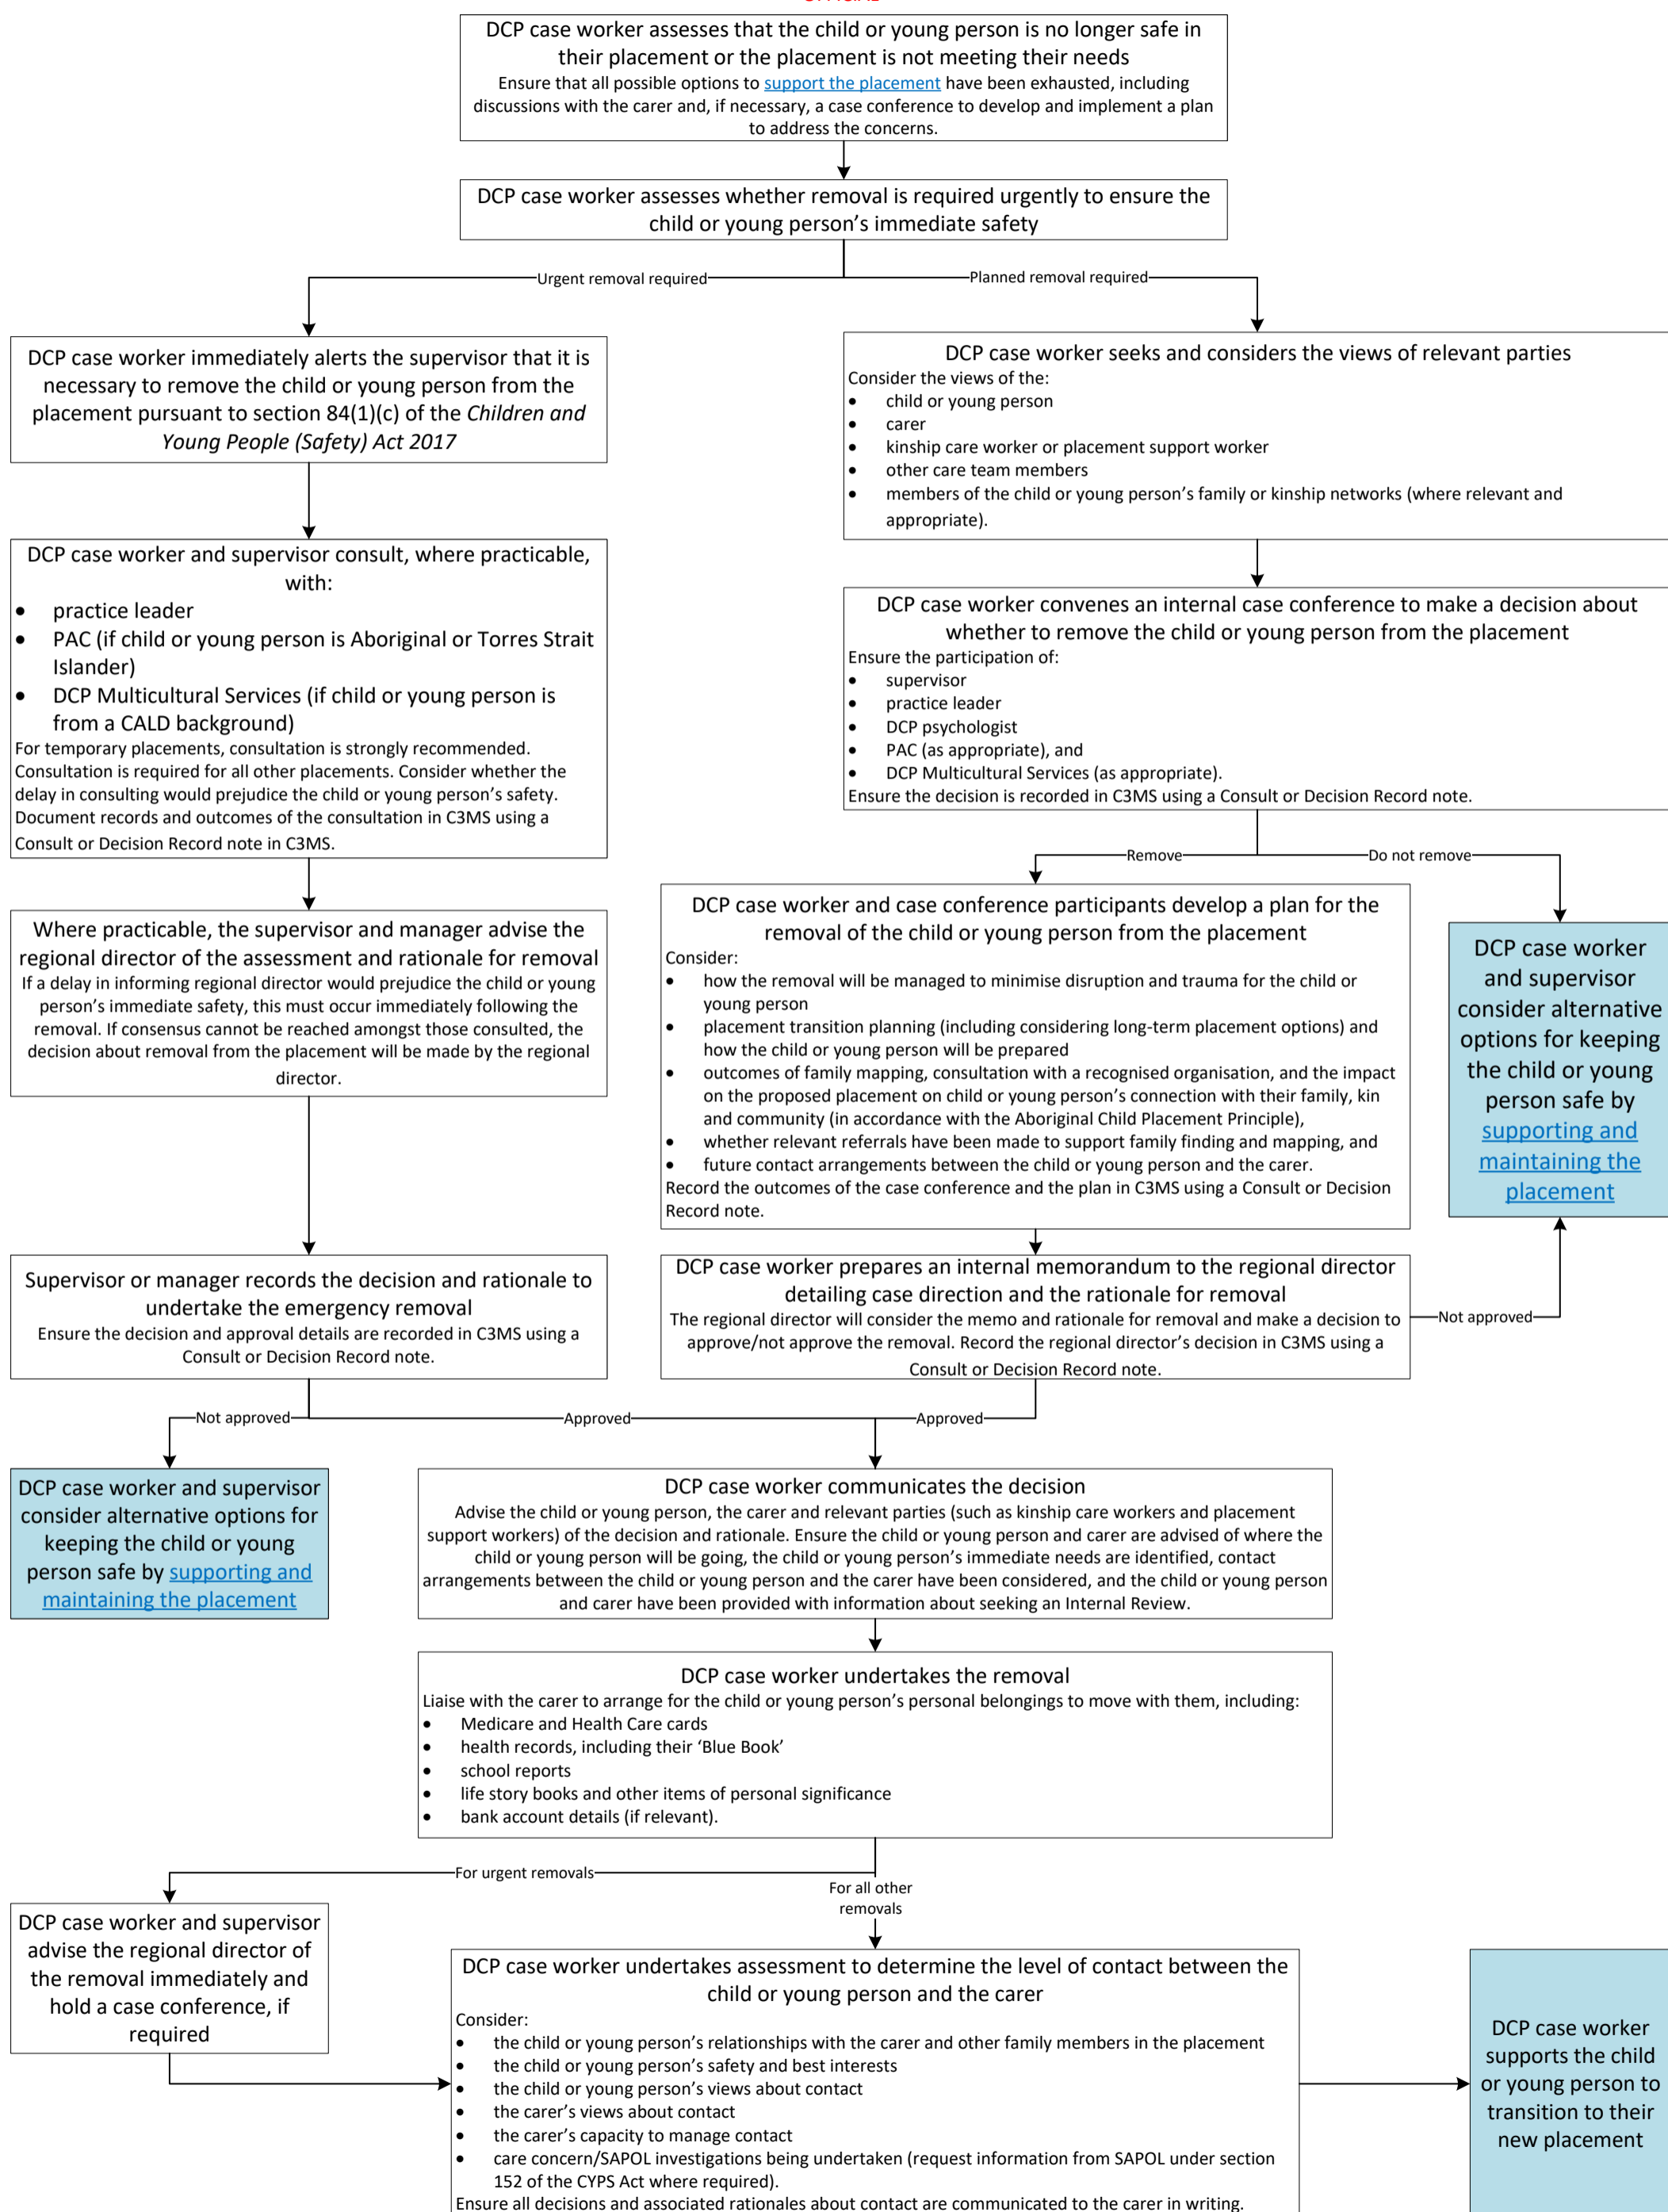 DCP case worker assesses that the child or young person is no longer safe in
their placement or the placement is not meeting their needs
Ensure that all possible options to support the placement have been exhausted, including
discussions with the carer and, if necessary, a case conference to develop and implement a plan
to address the concerns.
DCP case worker assesses whether removal is required urgently to ensure the
child or young person's immediate safety
Urgent removal required
Planned removal required
DCP case worker immediately alerts the supervisor that it is
necessary to remove the child or young person from the
placement pursuant to section 84(1)(c) of the Children and
Young People (Safety) Act 2017
DCP case worker seeks and considers the views of relevant parties
Consider the views of the:
• child or young person
• carer
• kinship care worker or placement support worker
• other care team members
• members of the child or young person's family or kinship networks (where relevant and
appropriate).
DCP case worker and supervisor consult, where practicable,
with:
• practice leader
• PAC (if child or young person is Aboriginal or Torres Strait
Islander)
• DCP Multicultural Services (if child or young person is
from a CALD background)
For temporary placements, consultation is strongly recommended.
Consultation is required for all other placements. Consider whether the
delay in consulting would prejudice the child or young person's safety.
Document records and outcomes of the consultation in C3MS using a
Consult or Decision Record note in C3MS.
DCP case worker convenes an internal case conference to make a decision about
whether to remove the child or young person from the placement
Ensure the participation of:
• supervisor
• practice leader
• DCP psychologist
• PAC (as appropriate), and
• DCP Multicultural Services (as appropriate).
Ensure the decision is recorded in C3MS using a Consult or Decision Record note.
Remove
Do not remove
Where practicable, the supervisor and manager advise the
regional director of the assessment and rationale for removal
If a delay in informing regional director would prejudice the child or young
person's immediate safety, this must occur immediately following the
removal. If consensus cannot be reached amongst those consulted, the
decision about removal from the placement will be made by the regional
director.
DCP case worker and case conference participants develop a plan for the
removal of the child or young person from the placement
Consider:
• how the removal will be managed to minimise disruption and trauma for the child or
young person
• placement transition planning (including considering long-term placement options) and
how the child or young person will be prepared
• outcomes of family mapping, consultation with a recognised organisation, and the impact
on the proposed placement on child or young person's connection with their family, kin
and community (in accordance with the Aboriginal Child Placement Principle),
• whether relevant referrals have been made to support family finding and mapping, and
• future contact arrangements between the child or young person and the carer.
Record the outcomes of the case conference and the plan in C3MS using a Consult or Decision
Record note.
DCP case worker
and supervisor
consider alternative
options for keeping
the child or young
person safe by
supporting and
maintaining the
placement
Supervisor or manager records the decision and rationale to
undertake the emergency removal
Ensure the decision and approval details are recorded in C3MS using a
Consult or Decision Record note.
DCP case worker prepares an internal memorandum to the regional director
detailing case direction and the rationale for removal
The regional director will consider the memo and rationale for removal and make a decision to
approve/not approve the removal. Record the regional director's decision in C3MS using a
Consult or Decision Record note.
Not approved
Not approved
Approved
Approved
DCP case worker and supervisor
consider alternative options for
keeping the child or young
person safe by supporting and
maintaining the placement
DCP case worker communicates the decision
Advise the child or young person, the carer and relevant parties (such as kinship care workers and placement
support workers) of the decision and rationale. Ensure the child or young person and carer are advised of where the
child or young person will be going, the child or young person's immediate needs are identified, contact
arrangements between the child or young person and the carer have been considered, and the child or young person
and carer have been provided with information about seeking an Internal Review.
DCP case worker undertakes the removal
Liaise with the carer to arrange for the child or young person's personal belongings to move with them, including:
• Medicare and Health Care cards
• health records, including their 'Blue Book'
• school reports
• life story books and other items of personal significance
• bank account details (if relevant).
For urgent removals
For all other
removals
DCP case worker and supervisor
advise the regional director of
the removal immediately and
hold a case conference, if
required
DCP case worker undertakes assessment to determine the level of contact between the
child or young person and the carer
Consider:
• the child or young person's relationships with the carer and other family members in the placement
• the child or young person's safety and best interests
• the child or young person's views about contact
• the carer's views about contact
• the carer's capacity to manage contact
• care concern/SAPOL investigations being undertaken (request information from SAPOL under section
152 of the CYPS Act where required).
Ensure all decisions and associated rationales about contact are communicated to the carer in writing.
DCP case worker
supports the child
or young person to
transition to their
new placement